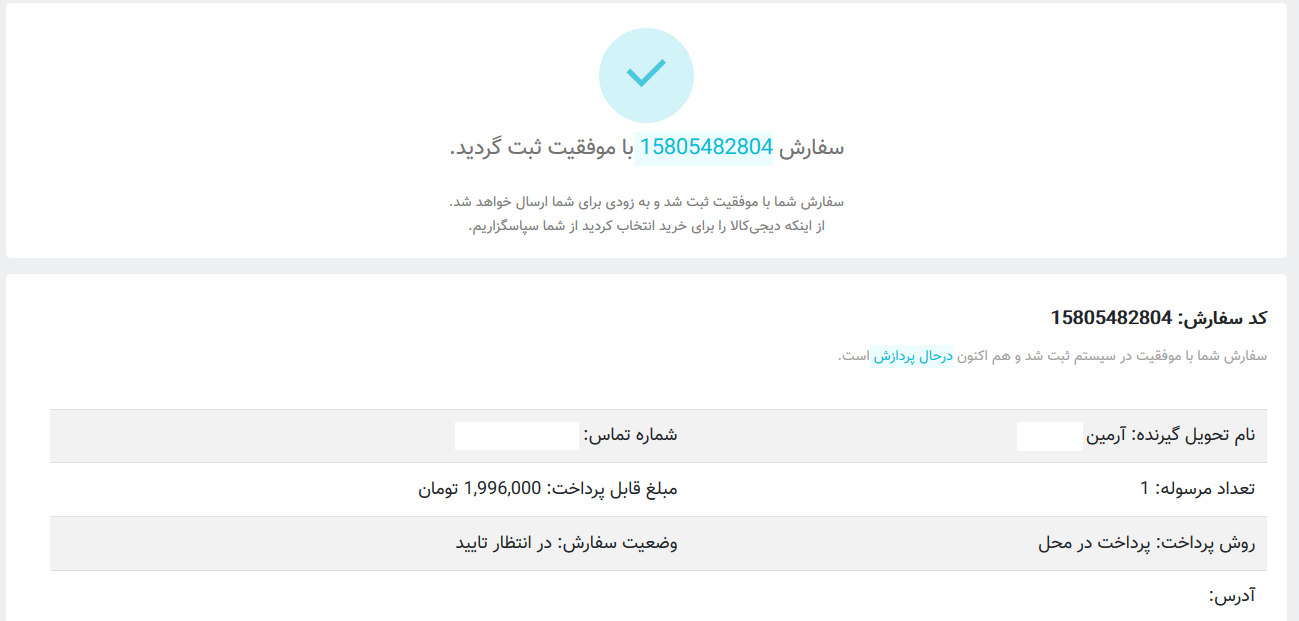 سفارش 15805482804 با موفقیت ثبت گردید.
سفارش شما با موفقیت ثبت شد و به زودی برای شما ارسال خواهد شد.
از اینکه دیجی‌کالا را برای خرید انتخاب کردید از شما سپاسگزاریم.
کد سفارش: 15805482804
سفارش شما با موفقیت در سیستم ثبت شد و هم اکنون درحال پردازش است.
نام تحویل گیرنده: آرمین
شماره تماس:
تعداد مرسوله: 1
مبلغ قابل پرداخت: 1,996,000 تومان
روش پرداخت: پرداخت در محل
وضعیت سفارش: در انتظار تایید
آدرس: